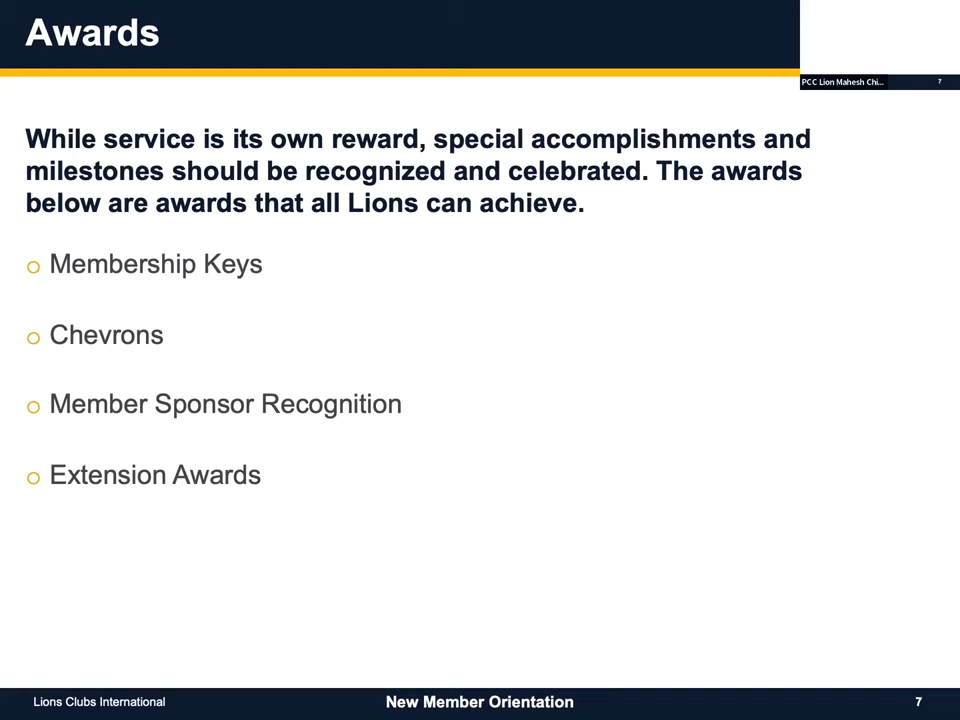 Awards
PCC Lion Mahesh Chi...
7
While service is its own reward, special accomplishments and
milestones should be recognized and celebrated. The awards
below are awards that all Lions can achieve.
Membership Keys
Chevrons
Member Sponsor Recognition
Extension Awards
Lions Clubs International
New Member Orientation
7